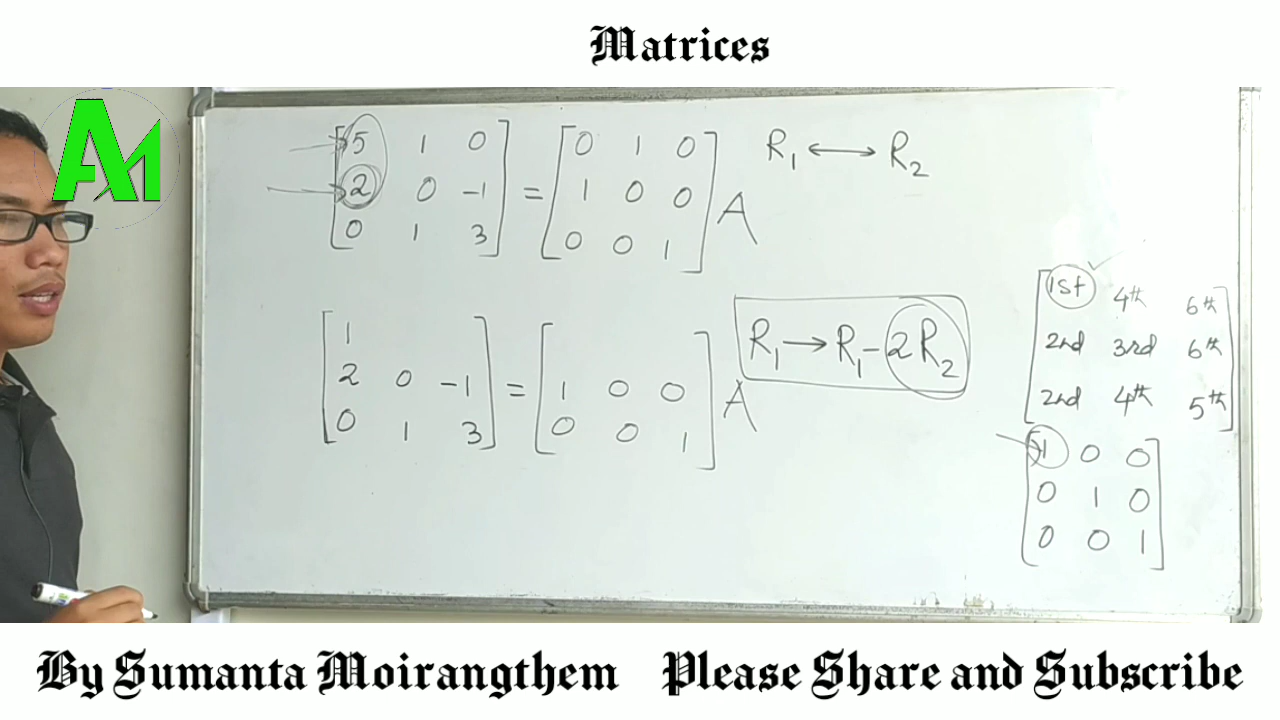 Matrices
AM
5 1 0
2 0 -1
0 1 3
=
0 1 0
1 0 0
0 0 1
A
R₁ ⟷ R₂
1
2 0 -1
0 1 3
=
1 0 0
0 0 1
A
R₁ → R₁ - 2R₂
1st 4th 6th
2nd 3rd 6th
2nd 4th 5th
1 0 0
0 1 0
0 0 1
By Sumanta Moirangthem Please Share and Subscribe